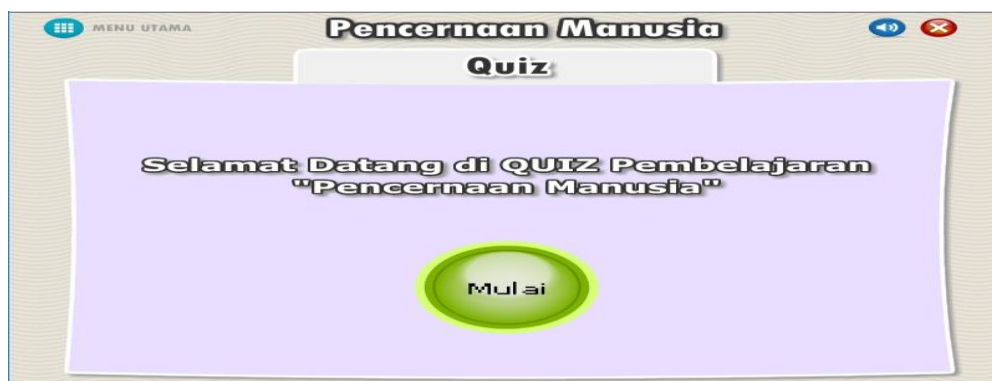 MENU UTAMA
Pencernaan Manusia
Quiz
Selamat Datang di QUIZ Pembelajaran
"Pencernaan Manusia"
Mulai